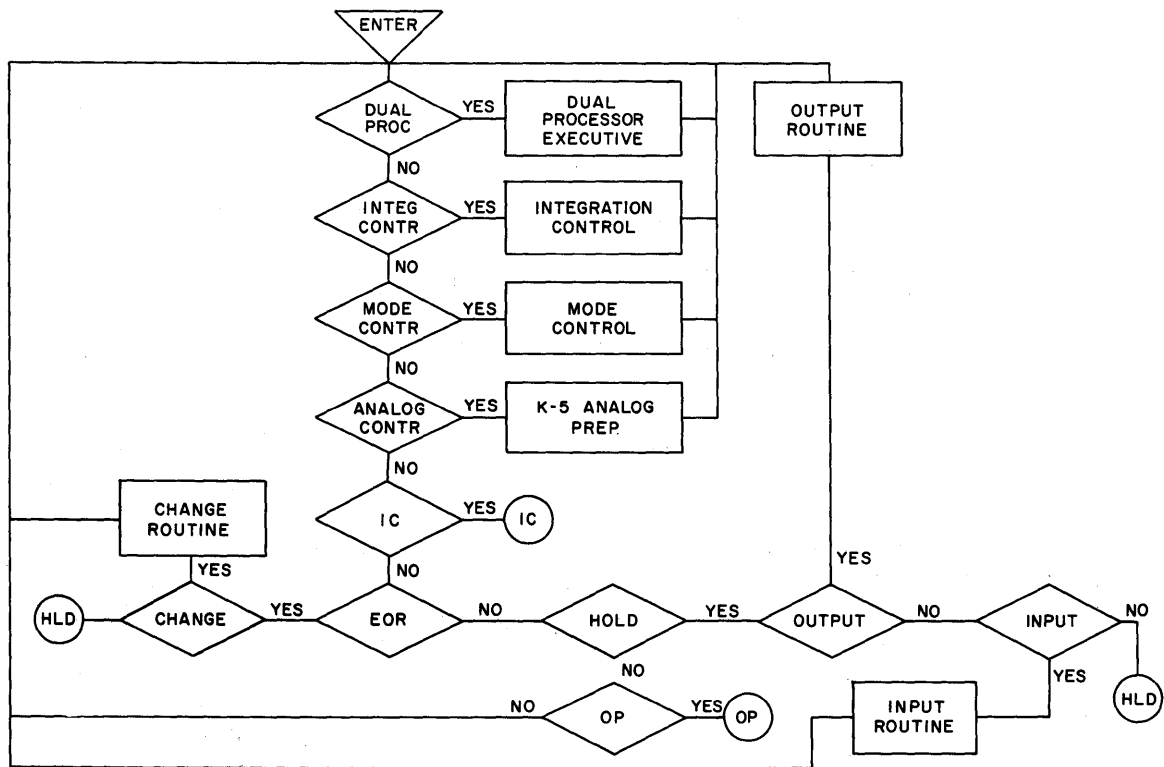 ENTER
DUAL
PROC
YES
DUAL
PROCESSOR
EXECUTIVE
OUTPUT
ROUTINE
NO
INTEG
CONTR
YES
INTEGRATION
CONTROL
NO
MODE
CONTR
YES
MODE
CONTROL
NO
ANALOG
CONTR
YES
K-5 ANALOG
PREP.
NO
CHANGE
ROUTINE
IC
YES
IC
YES
NO
YES
HLD
CHANGE
YES
EOR
NO
HOLD
YES
OUTPUT
NO
INPUT
NO
NO
YES
HLD
NO
OP
YES
OP
INPUT
ROUTINE